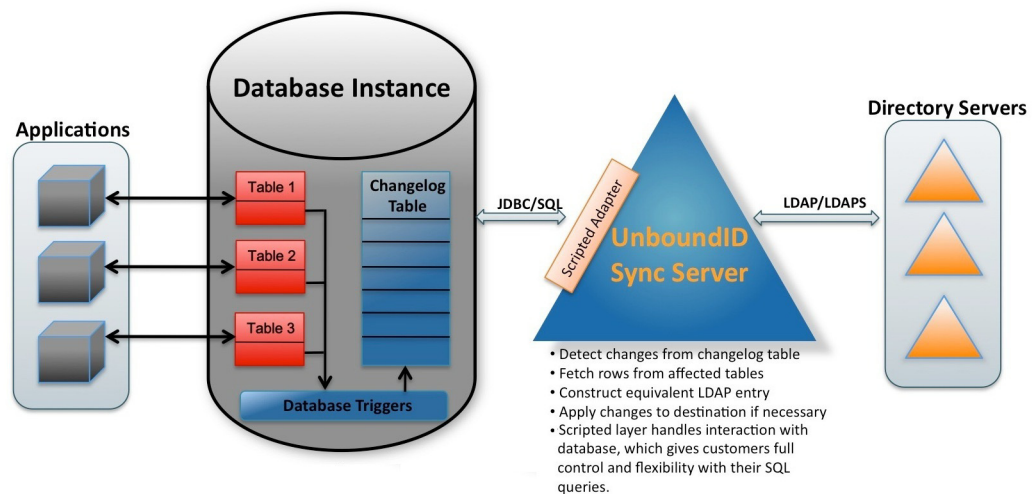 Applications
Database Instance
Table 1
Table 2
Table 3
Changelog
Table
Database Triggers
JDBC/SQL
Scripted Adapter
UnboundID
Sync Server
LDAP/LDAPS
Directory Servers
• Detect changes from changelog table
• Fetch rows from affected tables
• Construct equivalent LDAP entry
• Apply changes to destination if necessary
• Scripted layer handles interaction with
database, which gives customers full
control and flexibility with their SQL
queries.